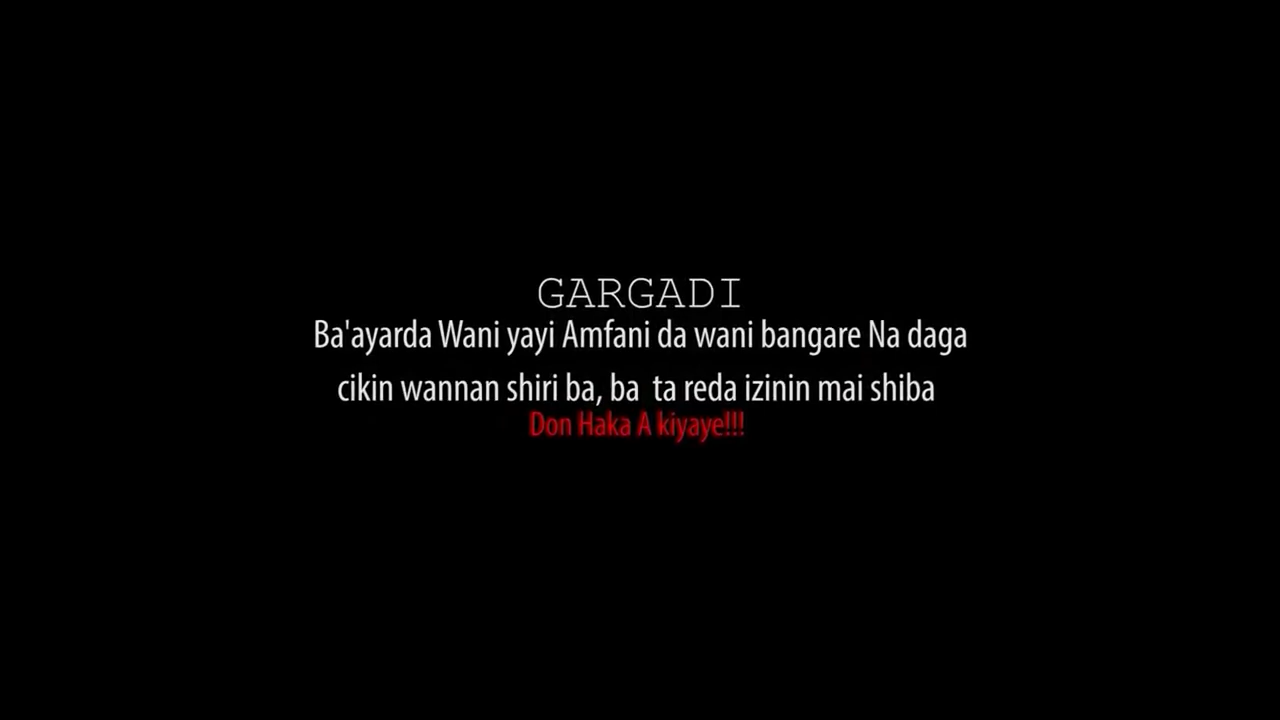 GARGADI
Ba'ayarda Wani yayi Amfani da wani bangare Na daga
cikin wannan shiri ba, ba ta reda izinin mai shiba
Don Haka A kiyaye!!!